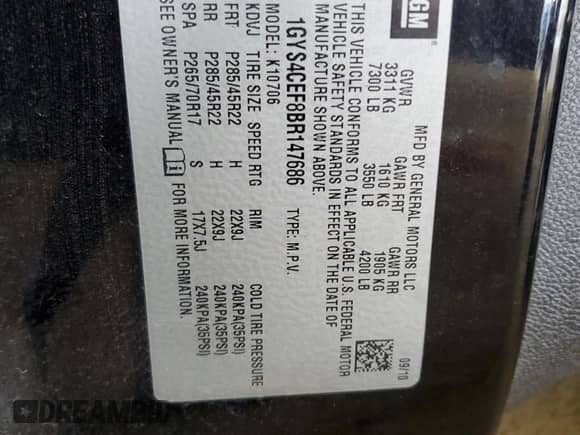 GM
MFD BY GENERAL MOTORS LLC
GVWR GAWR FRT GAWR RR
3311 KG 1610 KG 1905 KG
7300 LB 3550 LB 4200 LB
09/10
THIS VEHICLE CONFORMS TO ALL APPLICABLE U.S. FEDERAL MOTOR
VEHICLE SAFETY STANDARDS IN EFFECT ON THE DATE OF
MANUFACTURE SHOWN ABOVE.
1GYS4CEF8BR147686 TYPE: M.P.V.
MODEL: K10706
KDVJ TIRE SIZE SPEED RTG RIM COLD TIRE PRESSURE
FRT P285/45R22 H 22X9J 240KPA(35PSI)
RR P285/45R22 H 22X9J 240KPA(35PSI)
SPA P265/70R17 S 17X7.5J 240KPA(35PSI)
SEE OWNER'S MANUAL FOR MORE INFORMATION.
DREAMBID